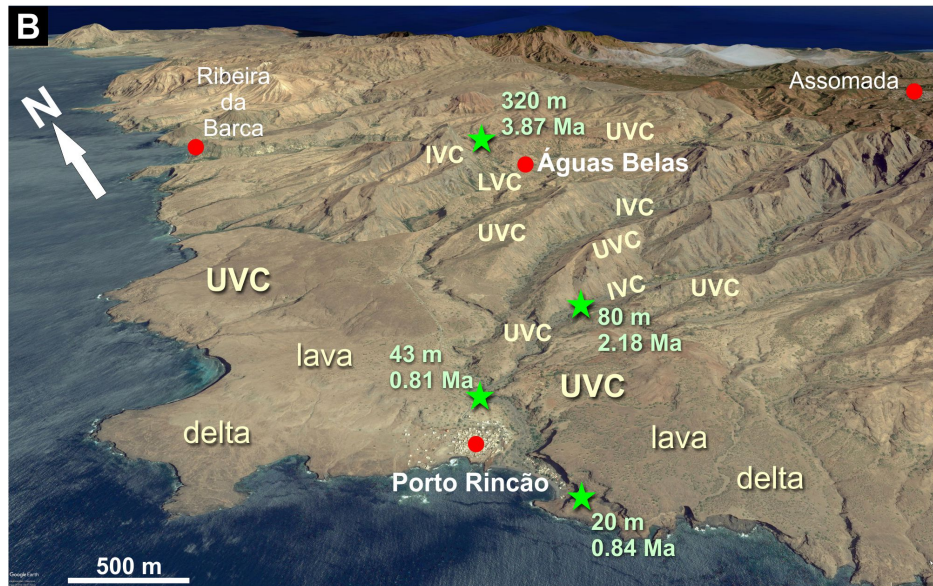 B
N
Ribeira
da
Barca
Assomada
320 m
3.87 Ma
UVC
IVC
Águas Belas
LVC
IVC
UVC
UVC
UVC
IVC
UVC
80 m
2.18 Ma
UVC
lava
43 m
0.81 Ma
UVC
delta
lava
Porto Rincão
delta
20 m
0.84 Ma
500 m
Google Earth